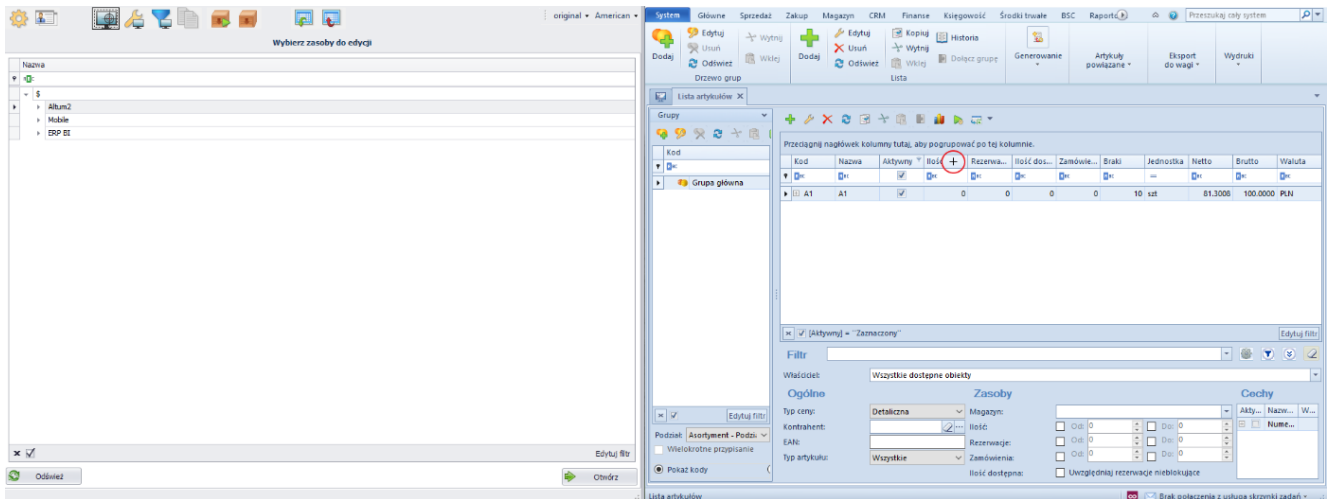 original American
Wybierz zasoby do edycji
Nazwa
$
Altum2
Mobile
ERP BI
Edytuj filtr
Odśwież
Otwórz
System Główne Sprzedaż Zakup Magazyn CRM Finanse Księgowość Środki trwałe BSC Raporto
Przeszukaj cały system
Dodaj
Edytuj
Usuń
Odśwież
Wytnij
Wklej
Drzewo grup
Dodaj
Edytuj
Usuń
Odśwież
Kopiuj
Wytnij
Wklej
Historia
Dołącz grupę
Lista
Generowanie
Artykuły powiązane
Eksport do wagi
Wydruki
Lista artykułów
Grupy
Kod
Grupa główna
Edytuj filtr
Podział: Asortyment - Podzi
Wielokrotne przypisanie
Pokaż kody
Przeciągnij nagłówek kolumny tutaj, aby pogrupować po tej kolumnie.
Kod Nazwa Aktywny Ilość Rezerwa... Ilość dos... Zamówie... Braki Jednostka Netto Brutto Waluta
A1 A1 0 0 0 0 10 szt 81.3008 100.0000 PLN
[Aktywny] = "Zaznaczony"
Edytuj filtr
Filtr
Właściciel: Wszystkie dostępne obiekty
Ogólne
Typ ceny: Detaliczna
Kontrahent:
EAN:
Typ artykułu: Wszystkie
Zasoby
Magazyn:
Ilość: Od: 0 Do: 0
Rezerwacje: Od: 0 Do: 0
Zamówienia: Od: 0 Do: 0
Ilość dostępna: Uwzględniaj rezerwacje nieblokujące
Cechy
Akty... Nazw... W...
Nume...
Lista artykułów
Brak połączenia z usługą skrzynki zadań